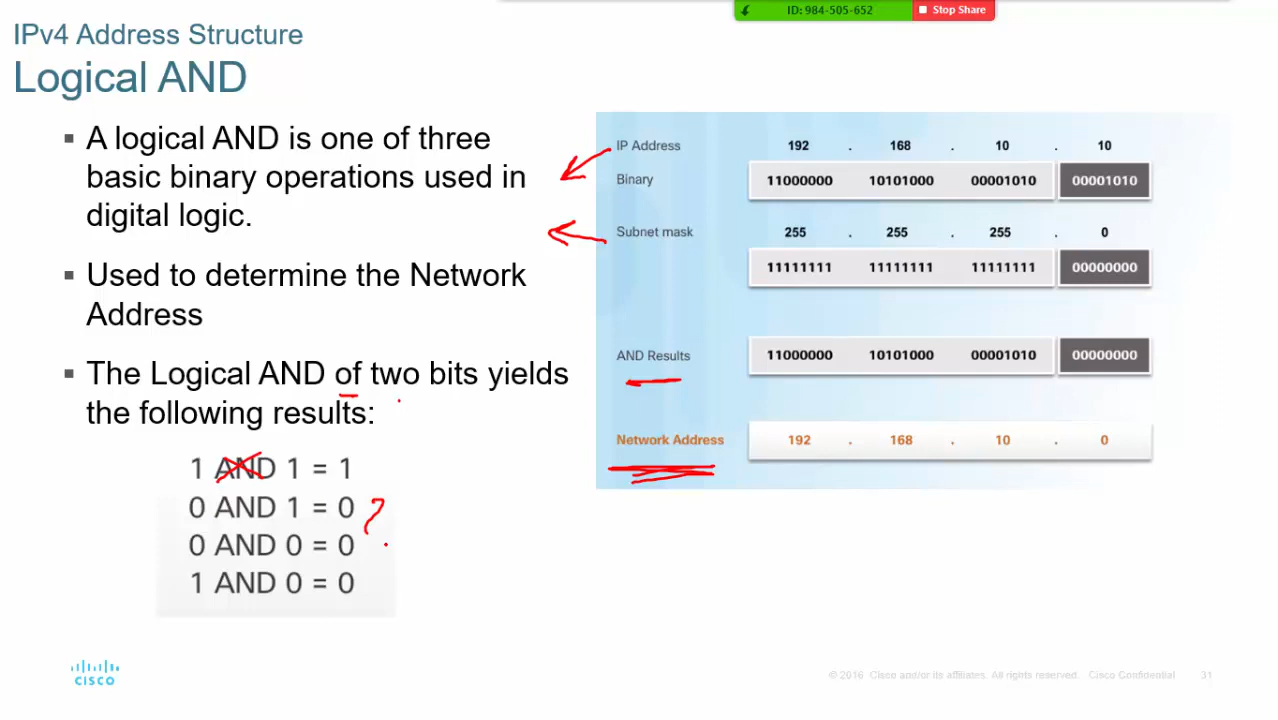 ID: 984-505-652
Stop Share
IPv4 Address Structure
Logical AND
▪ A logical AND is one of three
basic binary operations used in
digital logic.
▪ Used to determine the Network
Address
▪ The Logical AND of two bits yields
the following results:
1 AND 1 = 1
0 AND 1 = 0 ?
0 AND 0 = 0
1 AND 0 = 0
IP Address 192 . 168 . 10 . 10
Binary 11000000 10101000 00001010 00001010
Subnet mask 255 . 255 . 255 . 0
11111111 11111111 11111111 00000000
AND Results 11000000 10101000 00001010 00000000
Network Address 192 . 168 . 10 . 0
CISCO
© 2016 Cisco and/or its affiliates. All rights reserved. Cisco Confidential 31